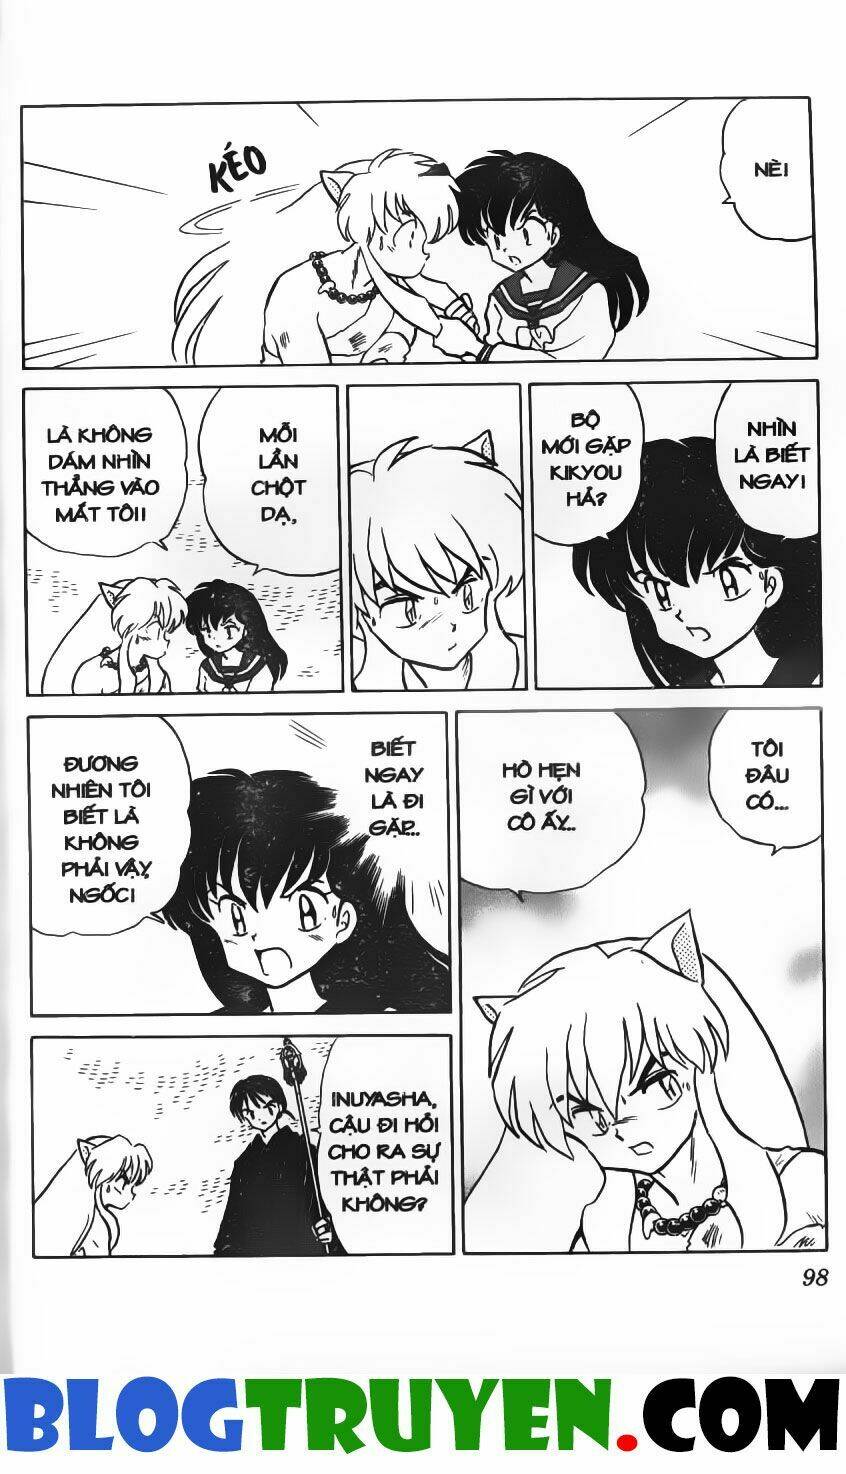 NÈ!
KÉO
NHÌN
LÀ BIẾT
NGAY!
BỘ
MỚI GẶP
KIKYOU
HẢ?
MỖI
LẦN
CHỘT
DẠ,
LÀ KHÔNG
DÁM NHÌN
THẲNG VÀO
MẮT TÔI!
TÔI
ĐÂU
CÓ...
HÒ HẸN
GÌ VỚI
CÔ ẤY...
BIẾT
NGAY
LÀ ĐI
GẶP...
ĐƯƠNG
NHIÊN TÔI
BIẾT LÀ
KHÔNG
PHẢI VẬY,
NGỐC!
INUYASHA,
CẬU ĐI HỎI
CHO RA SỰ
THẬT PHẢI
KHÔNG?
98
BLOGTRUYEN.COM